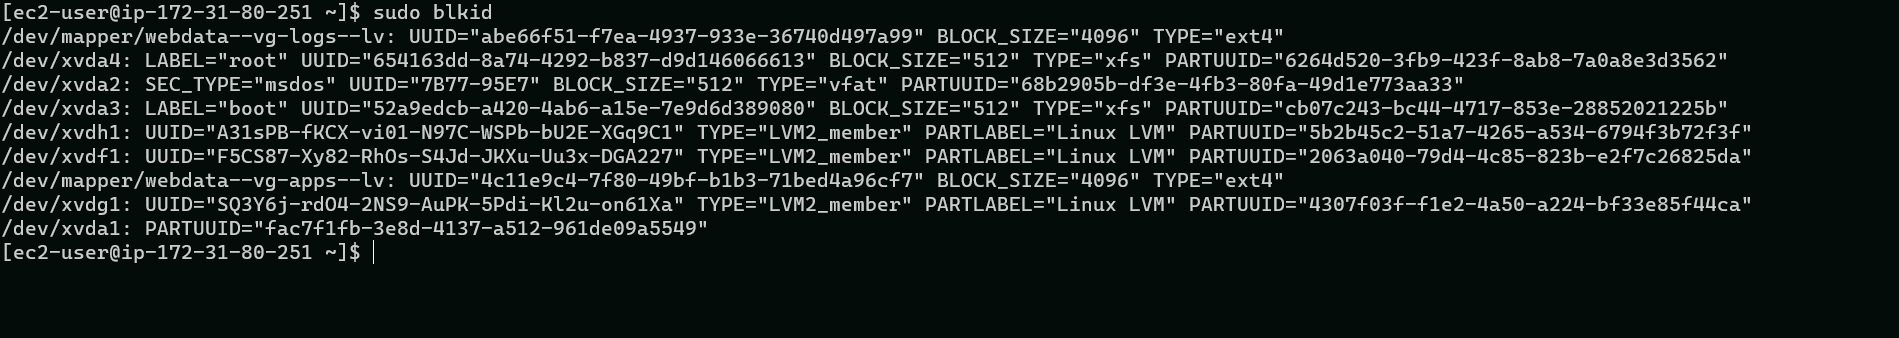 [ec2-user@ip-172-31-80-251 ~]$ sudo blkid
/dev/mapper/webdata--vg-logs--lv: UUID="abe66f51-f7ea-4937-933e-36740d497a99" BLOCK_SIZE="4096" TYPE="ext4"
/dev/xvda4: LABEL="root" UUID="654163dd-8a74-4292-b837-d9d146066613" BLOCK_SIZE="512" TYPE="xfs" PARTUUID="6264d520-3fb9-423f-8ab8-7a0a8e3d3562"
/dev/xvda2: SEC_TYPE="msdos" UUID="7B77-95E7" BLOCK_SIZE="512" TYPE="vfat" PARTUUID="68b2905b-df3e-4fb3-80fa-49d1e773aa33"
/dev/xvda3: LABEL="boot" UUID="52a9edcb-a420-4ab6-a15e-7e9d6d389080" BLOCK_SIZE="512" TYPE="xfs" PARTUUID="cb07c243-bc44-4717-853e-28852021225b"
/dev/xvdh1: UUID="A31sPB-fKCX-vi01-N97C-WSPb-bU2E-XGq9C1" TYPE="LVM2_member" PARTLABEL="Linux LVM" PARTUUID="5b2b45c2-51a7-4265-a534-6794f3b72f3f"
/dev/xvdf1: UUID="F5CS87-Xy82-RhOs-S4Jd-JKXu-Uu3x-DGA227" TYPE="LVM2_member" PARTLABEL="Linux LVM" PARTUUID="2063a040-79d4-4c85-823b-e2f7c26825da"
/dev/mapper/webdata--vg-apps--lv: UUID="4c11e9c4-7f80-49bf-b1b3-71bed4a96cf7" BLOCK_SIZE="4096" TYPE="ext4"
/dev/xvdg1: UUID="SQ3Y6j-rdO4-2NS9-AuPK-5Pdi-Kl2u-on61Xa" TYPE="LVM2_member" PARTLABEL="Linux LVM" PARTUUID="4307f03f-f1e2-4a50-a224-bf33e85f44ca"
/dev/xvda1: PARTUUID="fac7f1fb-3e8d-4137-a512-961de09a5549"
[ec2-user@ip-172-31-80-251 ~]$